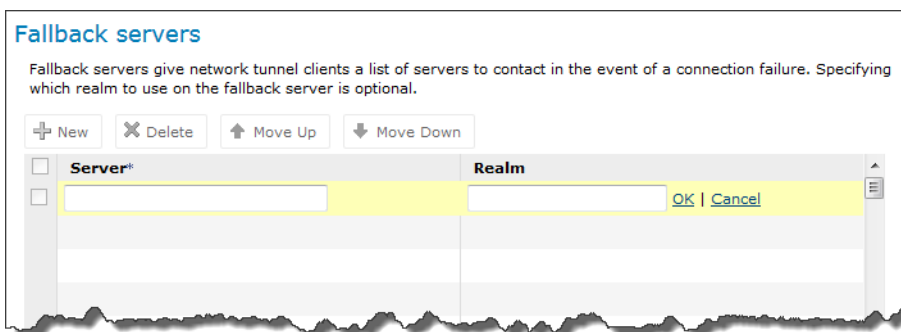 Fallback servers
Fallback servers give network tunnel clients a list of servers to contact in the event of a connection failure. Specifying
which realm to use on the fallback server is optional.
New Delete Move Up Move Down
Server* Realm
OK | Cancel